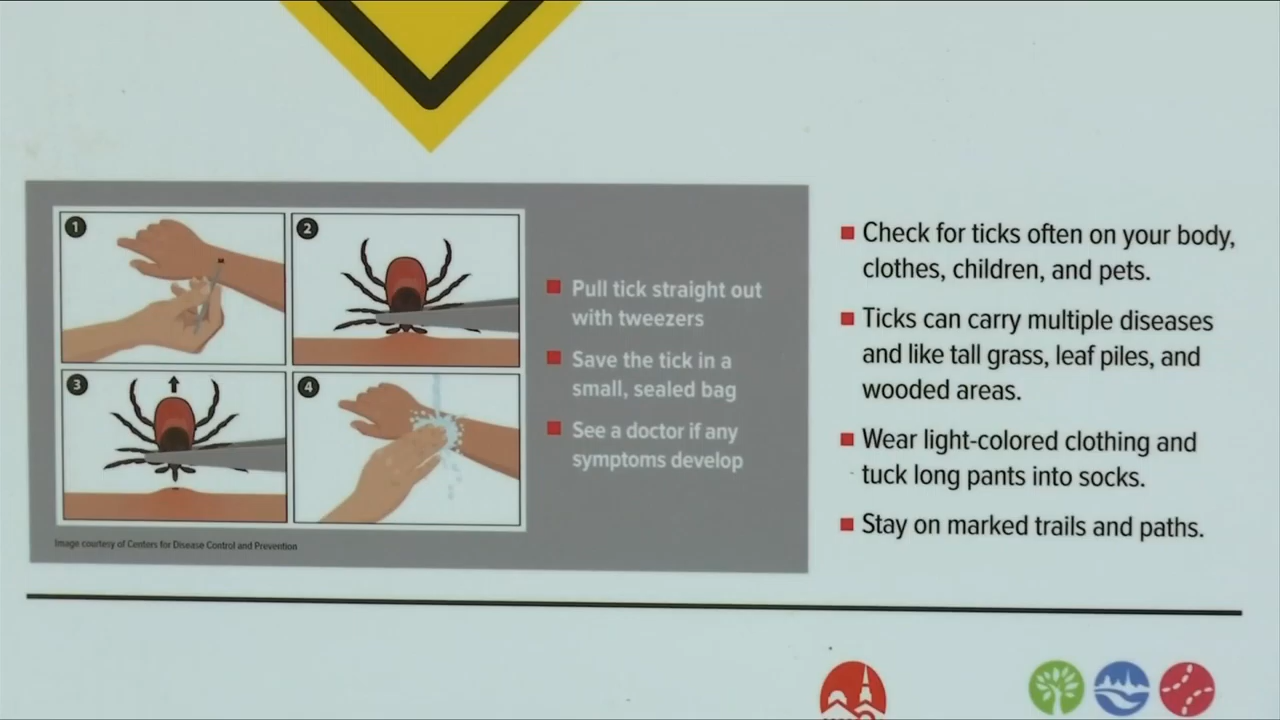 1
2
3
4
Pull tick straight out
with tweezers
Save the tick in a
small, sealed bag
See a doctor if any
symptoms develop
Image courtesy of Centers for Disease Control and Prevention
Check for ticks often on your body,
clothes, children, and pets.
Ticks can carry multiple diseases
and like tall grass, leaf piles, and
wooded areas.
Wear light-colored clothing and
tuck long pants into socks.
Stay on marked trails and paths.